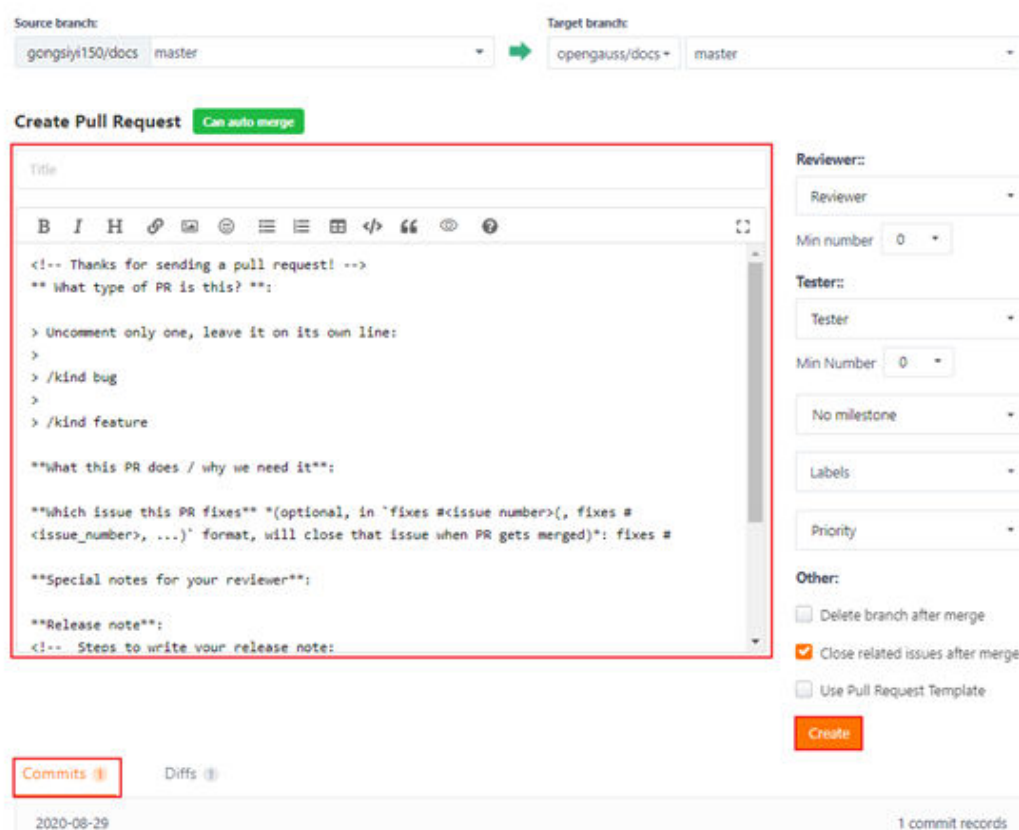 Source branch:
Target branch:
gongsiyi150/docs master
opengauss/docs master
Create Pull Request Can auto merge
Title
B I H
<!-- Thanks for sending a pull request! -->
** What type of PR is this? **:
> Uncomment only one, leave it on its own line:
>
> /kind bug
>
> /kind feature
**What this PR does / why we need it**:
**Which issue this PR fixes** *(optional, in `fixes #<issue number>(, fixes #
<issue_number>, ...)` format, will close that issue when PR gets merged)*: fixes #
**Special notes for your reviewer**:
**Release note**:
<!-- Steps to write your release note:
Reviewer::
Reviewer
Min number 0
Tester::
Tester
Min Number 0
No milestone
Labels
Priority
Other:
Delete branch after merge
Close related issues after merge
Use Pull Request Template
Create
Commits 1 Diffs 1
2020-08-29 1 commit records